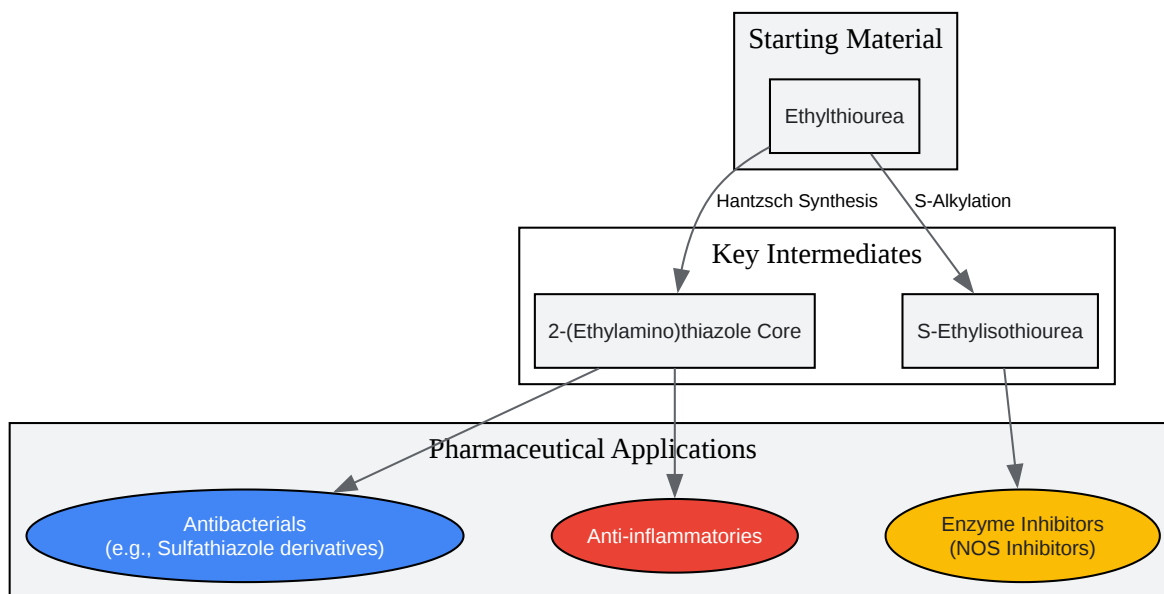 Starting Material
Ethylthiourea
Hantzsch Synthesis
S-Alkylation
Key Intermediates
2-(Ethylamino)thiazole Core
S-Ethylisothiourea
Pharmaceutical Applications
Antibacterials
(e.g., Sulfathiazole derivatives)
Anti-inflammatories
Enzyme Inhibitors
(NOS Inhibitors)